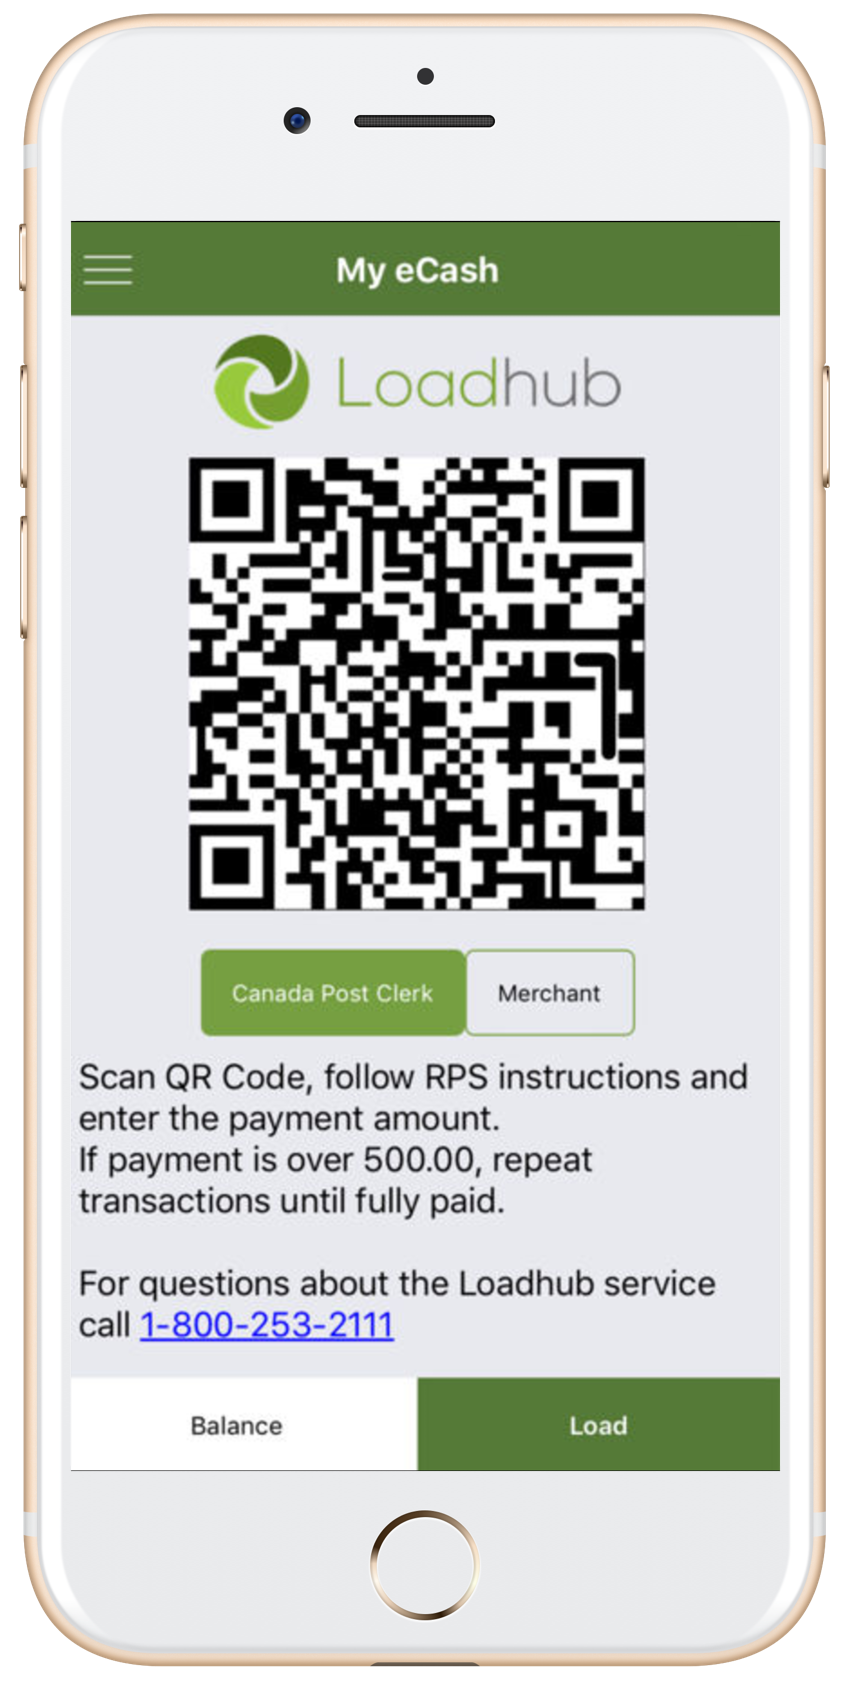 My eCash
Loadhub
Canada Post Clerk
Merchant
Scan QR Code, follow RPS instructions and
enter the payment amount.
If payment is over 500.00, repeat
transactions until fully paid.
For questions about the Loadhub service
call 1-800-253-2111
Balance
Load